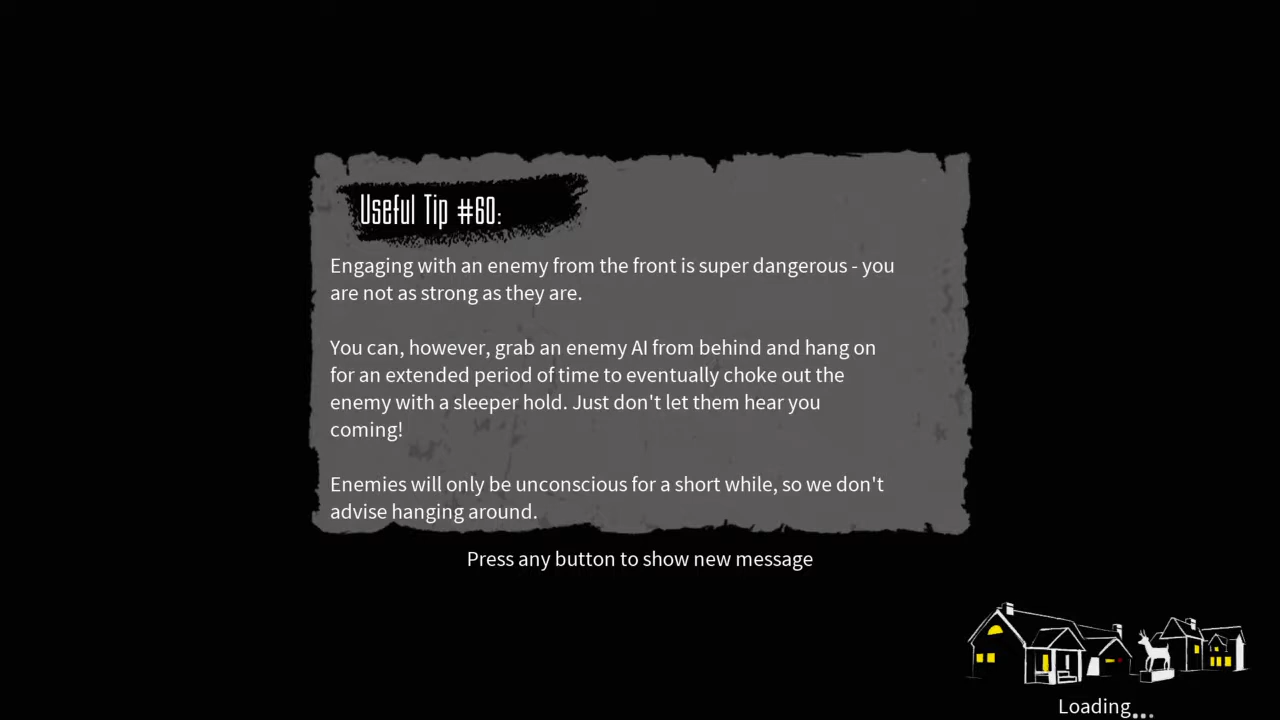 Useful Tip #60:
Engaging with an enemy from the front is super dangerous - you
are not as strong as they are.
You can, however, grab an enemy AI from behind and hang on
for an extended period of time to eventually choke out the
enemy with a sleeper hold. Just don't let them hear you
coming!
Enemies will only be unconscious for a short while, so we don't
advise hanging around.
Press any button to show new message
Loading...